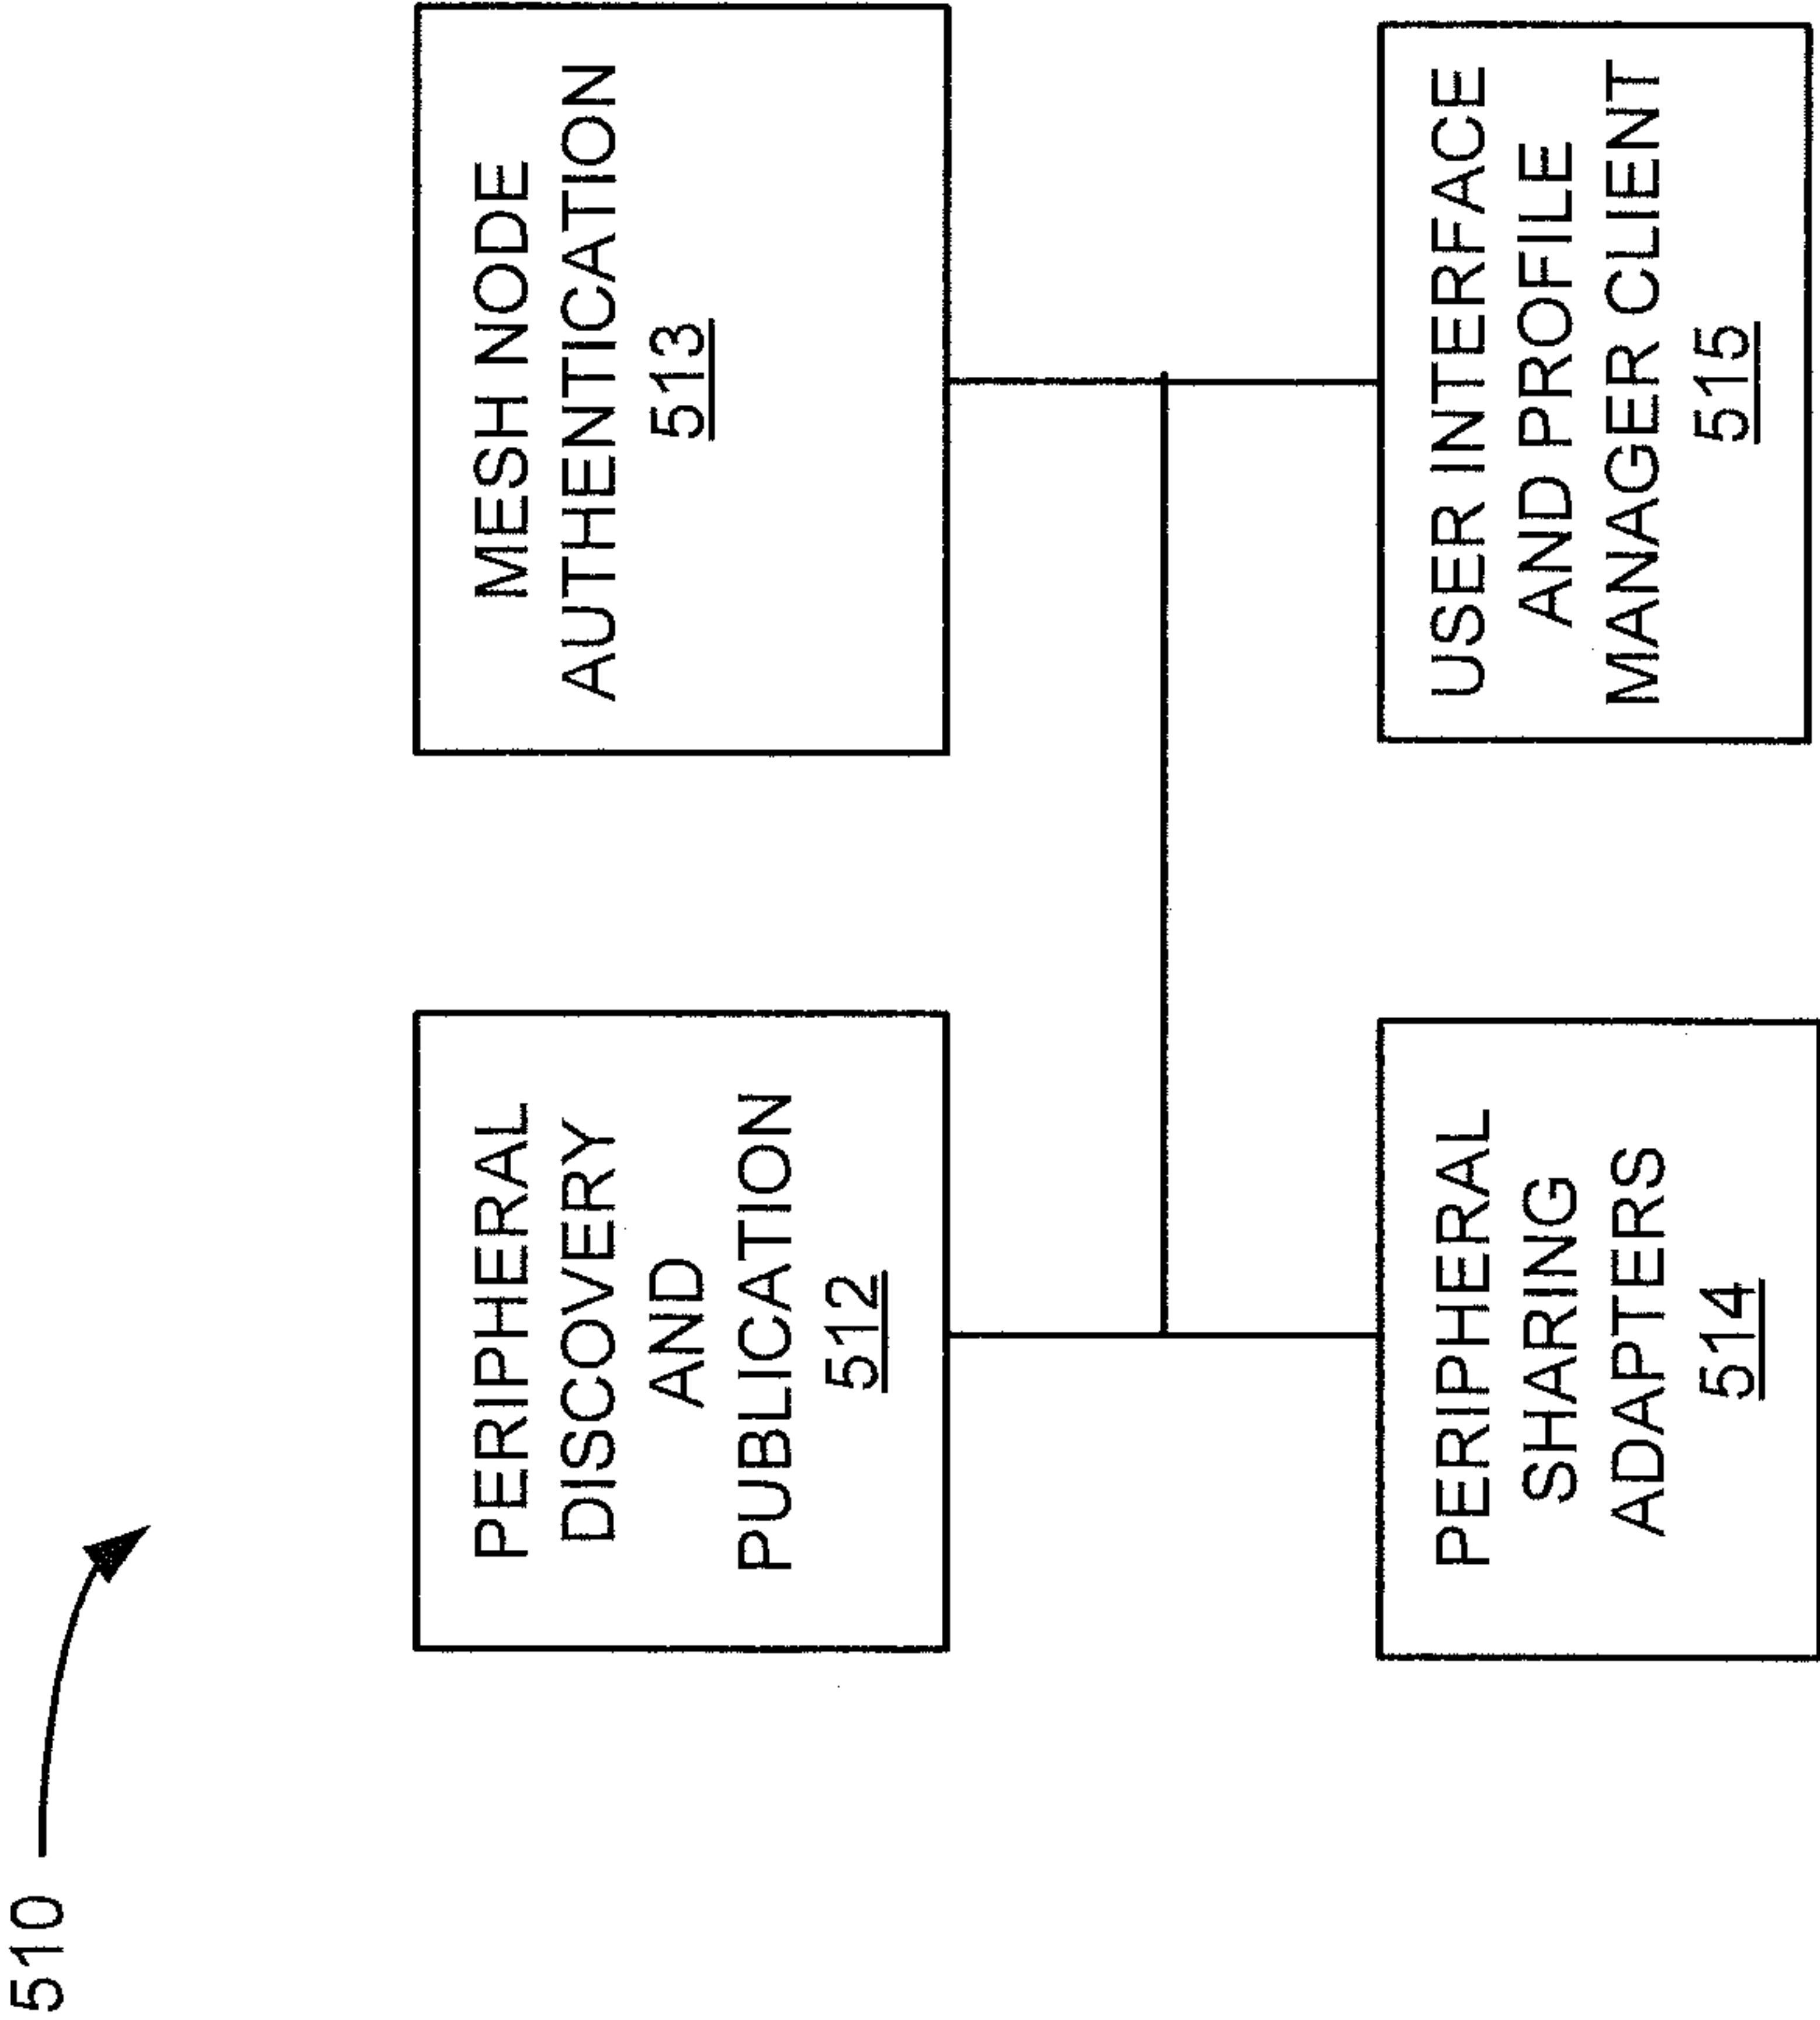 510
PERIPHERAL
DISCOVERY
AND
PUBLICATION
512
MESH NODE
AUTHENTICATION
513
PERIPHERAL
SHARING
ADAPTERS
514
USER INTERFACE
AND PROFILE
MANAGER CLIENT
515